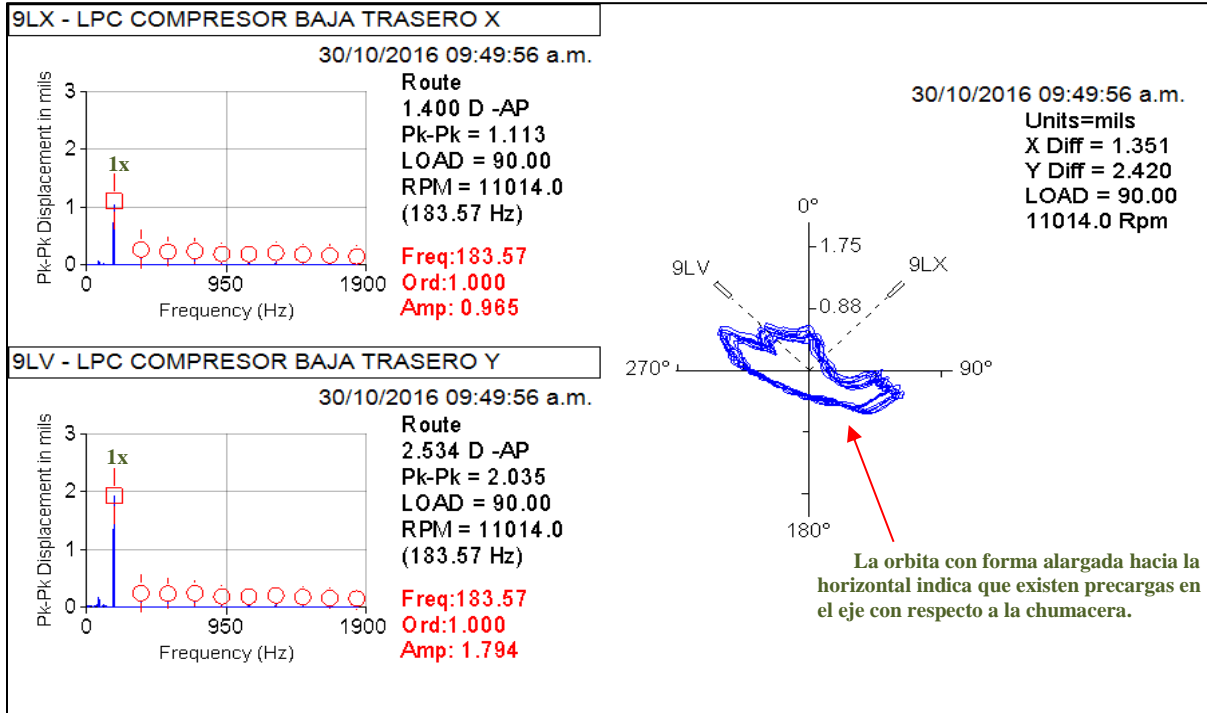 9LX - LPC COMPRESOR BAJA TRASERO X
30/10/2016 09:49:56 a.m.
Route
1.400 D -AP
Pk-Pk = 1.113
LOAD = 90.00
RPM = 11014.0
(183.57 Hz)
Freq:183.57
Ord:1.000
Amp: 0.965
Pk-Pk Displacement in mils
3
2
1
0
1x
0 950 1900
Frequency (Hz)
9LV - LPC COMPRESOR BAJA TRASERO Y
30/10/2016 09:49:56 a.m.
Route
2.534 D -AP
Pk-Pk = 2.035
LOAD = 90.00
RPM = 11014.0
(183.57 Hz)
Freq:183.57
Ord:1.000
Amp: 1.794
Pk-Pk Displacement in mils
3
2
1
0
1x
0 950 1900
Frequency (Hz)
30/10/2016 09:49:56 a.m.
Units=mils
X Diff = 1.351
Y Diff = 2.420
LOAD = 90.00
11014.0 Rpm
0°
1.75
9LV 9LX
0.88
270° 90°
180°
La orbita con forma alargada hacia la
horizontal indica que existen precargas en
el eje con respecto a la chumacera.